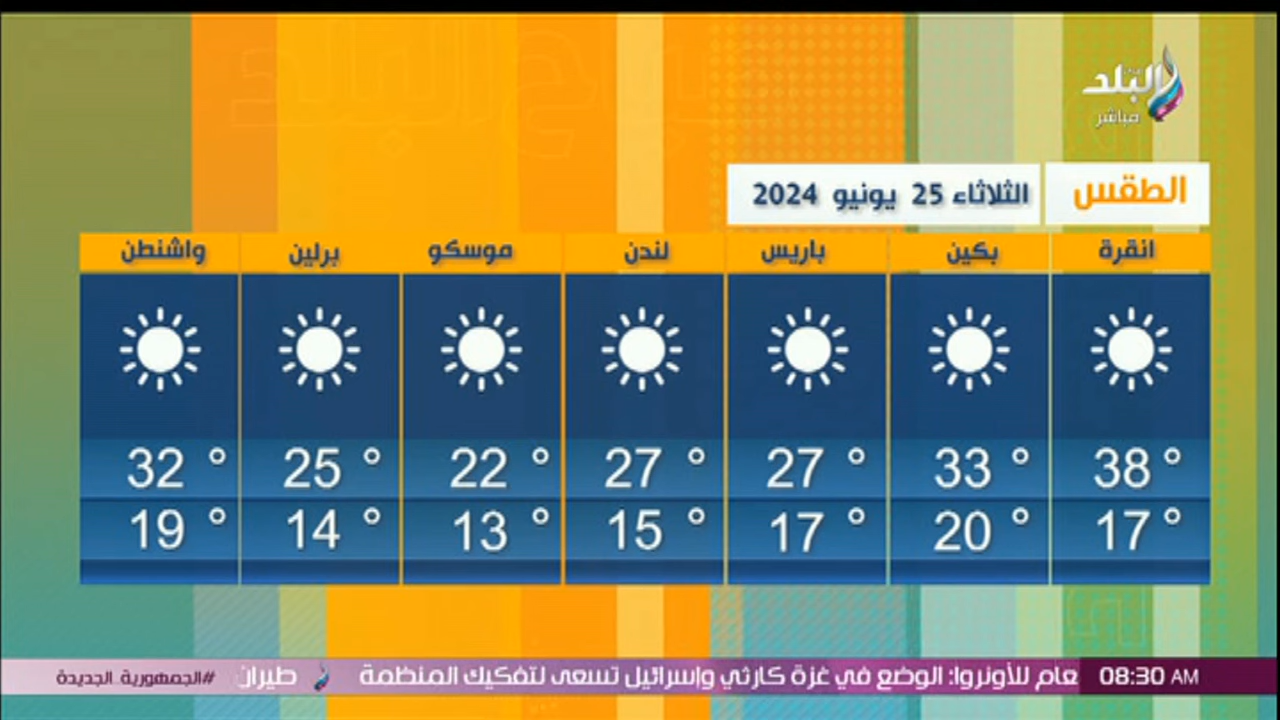 البلد
مباشر
الطقس
الثلاثاء 25 يونيو 2024
انقرة بكين باريس لندن موسكو برلين واشنطن
38° 33° 27° 27° 22° 25° 32°
17° 20° 17° 15° 13° 14° 19°
08:30 AM عام للأونروا: الوضع في غزة كارثي وإسرائيل تسعى لتفكيك المنظمة طيران #الجمهورية الجديدة